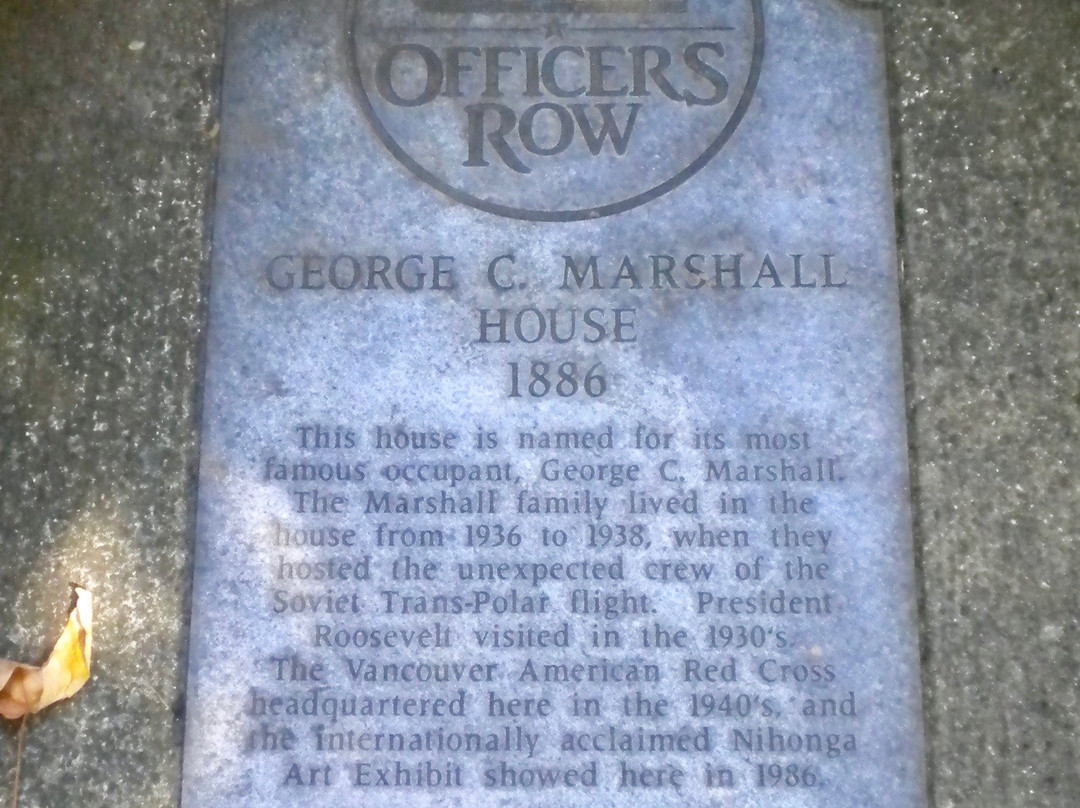 OFFICERS
ROW
GEORGE C. MARSHALL
HOUSE
1886
This house is named for its most
famous occupant, George C. Marshall.
The Marshall family lived in the
house from 1936 to 1938, when they
hosted the unexpected crew of the
Soviet Trans-Polar flight. President
Roosevelt visited in the 1930's.
The Vancouver American Red Cross
headquartered here in the 1940's, and
the internationally acclaimed Nihonga
Art Exhibit showed here in 1986.